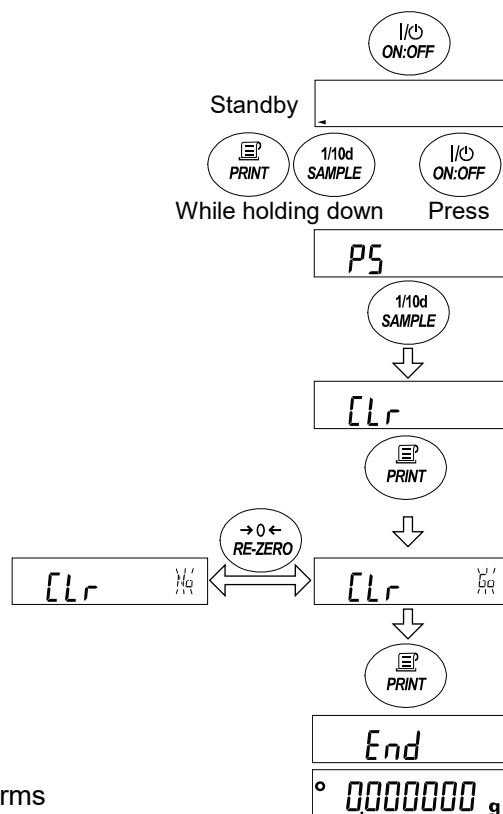 I/⏻
ON:OFF
Standby
PRINT
1/10d
SAMPLE
I/⏻
ON:OFF
While holding down Press
PS
1/10d
SAMPLE
CLr
PRINT
→0←
RE-ZERO
CLr No
CLr Go
PRINT
End
rms
0.000000 g